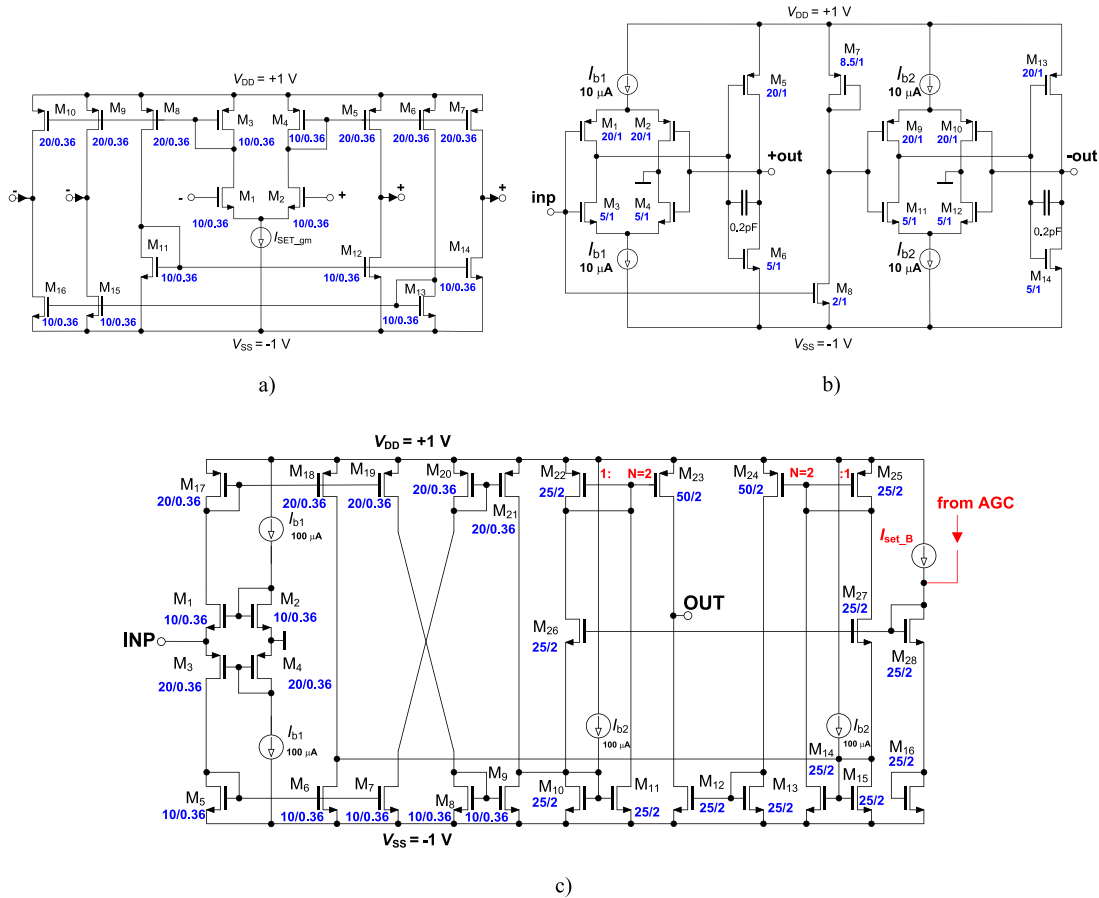 V_DD = +1 V
M10
M9
M8
M3
M4
M5
M6
M7
20/0.36
20/0.36
20/0.36
10/0.36
10/0.36
20/0.36
20/0.36
20/0.36
-
-
-
M1
M2
+
+
+
10/0.36
10/0.36
I_SET_gm
M11
10/0.36
M12
10/0.36
M14
10/0.36
M16
10/0.36
M15
10/0.36
M13
10/0.36
V_SS = -1 V
a)
V_DD = +1 V
I_b1
10 µA
M5
20/1
M7
8.5/1
I_b2
10 µA
M13
20/1
M1
20/1
M2
20/1
M9
20/1
M10
20/1
inp
+out
-out
M3
5/1
M4
5/1
0.2pF
M11
5/1
M12
5/1
0.2pF
I_b1
10 µA
M6
5/1
M8
2/1
I_b2
10 µA
M14
5/1
V_SS = -1 V
b)
V_DD = +1 V
M17
20/0.36
M18
20/0.36
M19
20/0.36
M20
20/0.36
M21
20/0.36
M22
25/2
1:
N=2
M23
50/2
M24
50/2
N=2
:1
M25
25/2
from AGC
I_b1
100 µA
I_set_B
M1
10/0.36
M2
10/0.36
INP
OUT
M3
20/0.36
M4
20/0.36
M26
25/2
M27
25/2
M28
25/2
I_b1
100 µA
I_b2
100 µA
I_b2
100 µA
M5
10/0.36
M6
10/0.36
M7
10/0.36
M8
10/0.36
M9
10/0.36
M10
25/2
M11
25/2
M12
25/2
M13
25/2
M14
25/2
M15
25/2
M16
25/2
V_SS = -1 V
c)